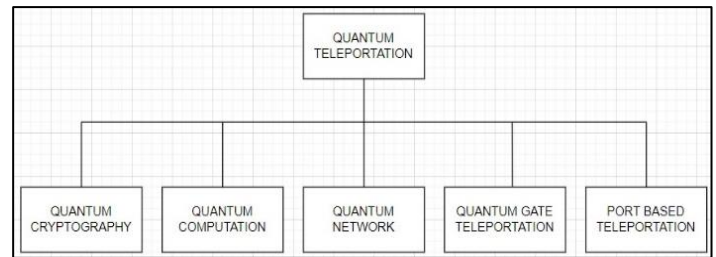 QUANTUM
TELEPORTATION
QUANTUM
CRYPTOGRAPHY
QUANTUM
COMPUTATION
QUANTUM
NETWORK
QUANTUM GATE
TELEPORTATION
PORT BASED
TELEPORTATION